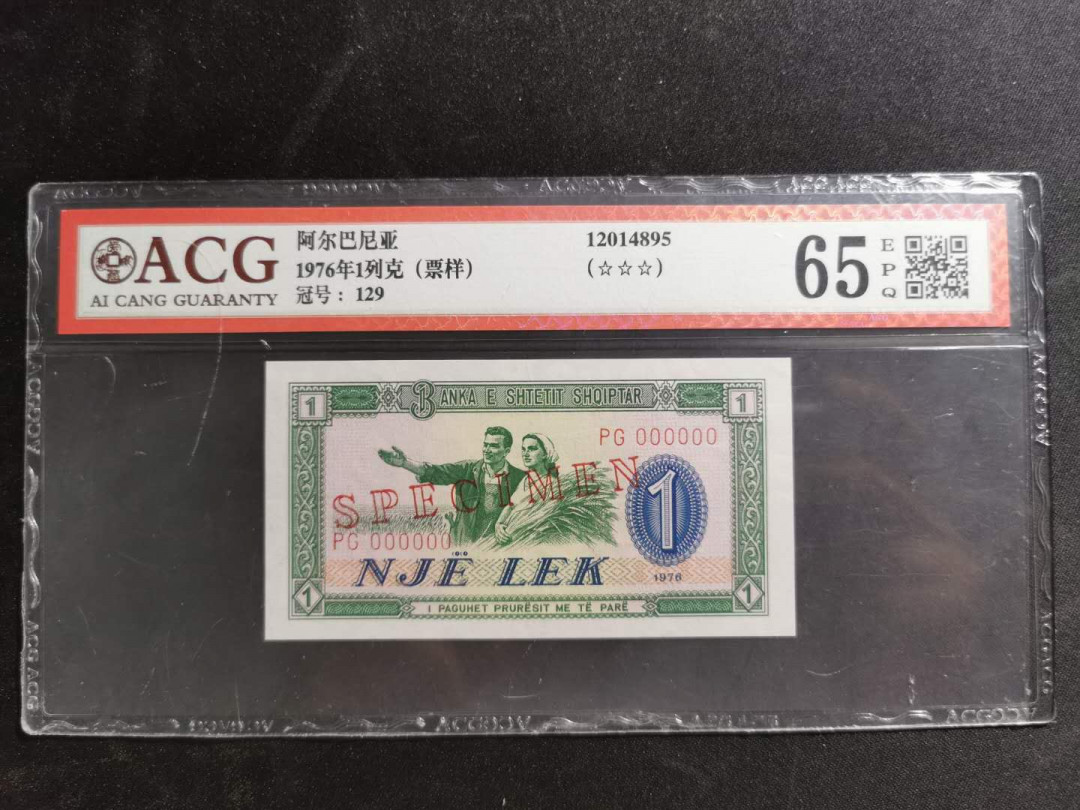 ACG
AI CANG GUARANTY
阿尔巴尼亚
1976年1列克（票样）
冠号：129
12014895
(☆☆☆)
65
EPQ
BANKA E SHTETIT SHQIPTAR
1
1
PG 000000
SPECIMEN
1
PG 000000
NJË LEK
1976
1
I PAGUHET PRURËSIT ME TË PARË
1